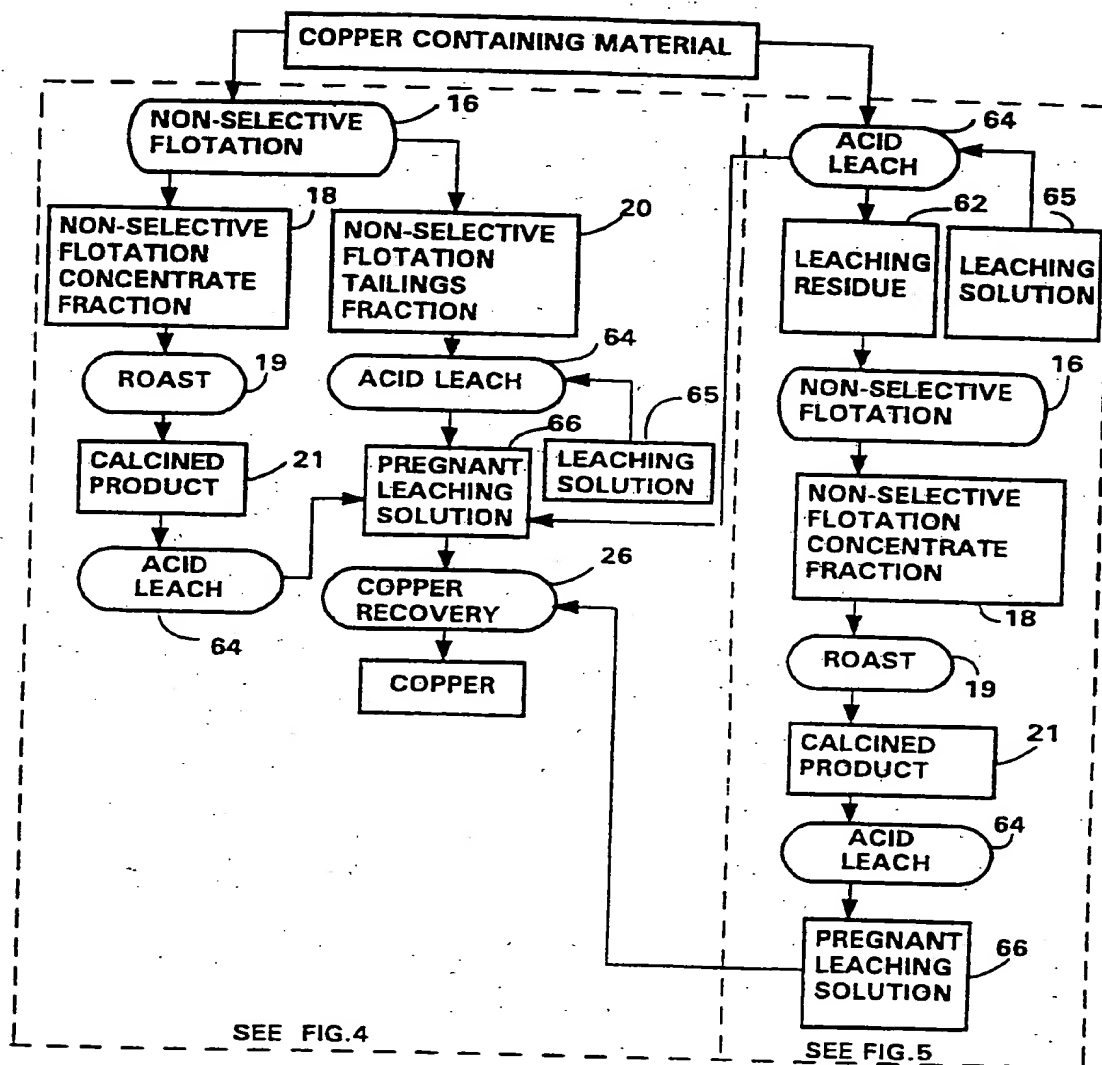 COPPER CONTAINING MATERIAL
16
NON-SELECTIVE
FLOTATION
18
NON-SELECTIVE
FLOTATION
CONCENTRATE
FRACTION
20
NON-SELECTIVE
FLOTATION
TAILINGS
FRACTION
19
ROAST
64
ACID LEACH
65
LEACHING
SOLUTION
21
CALCINED
PRODUCT
66
PREGNANT
LEACHING
SOLUTION
ACID
LEACH
64
26
COPPER
RECOVERY
COPPER
SEE FIG.4
64
ACID
LEACH
62
LEACHING
RESIDUE
65
LEACHING
SOLUTION
16
NON-SELECTIVE
FLOTATION
NON-SELECTIVE
FLOTATION
CONCENTRATE
FRACTION
18
ROAST
19
21
CALCINED
PRODUCT
64
ACID
LEACH
PREGNANT
LEACHING
SOLUTION
66
SEE FIG.5